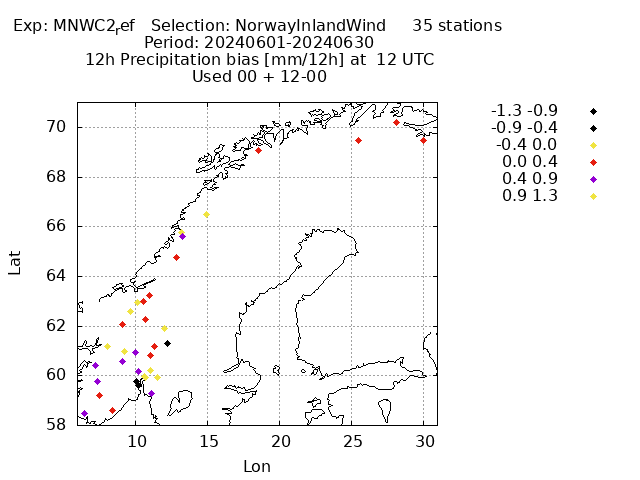 Exp: MNWC2ref Selection: NorwayInlandWind 35 stations
Period: 20240601-20240630
12h Precipitation bias [mm/12h] at 12 UTC
Used 00 + 12-00
-1.3 -0.9
-0.9 -0.4
-0.4 0.0
0.0 0.4
0.4 0.9
0.9 1.3
70
68
66
64
62
60
58
Lat
10 15 20 25 30
Lon